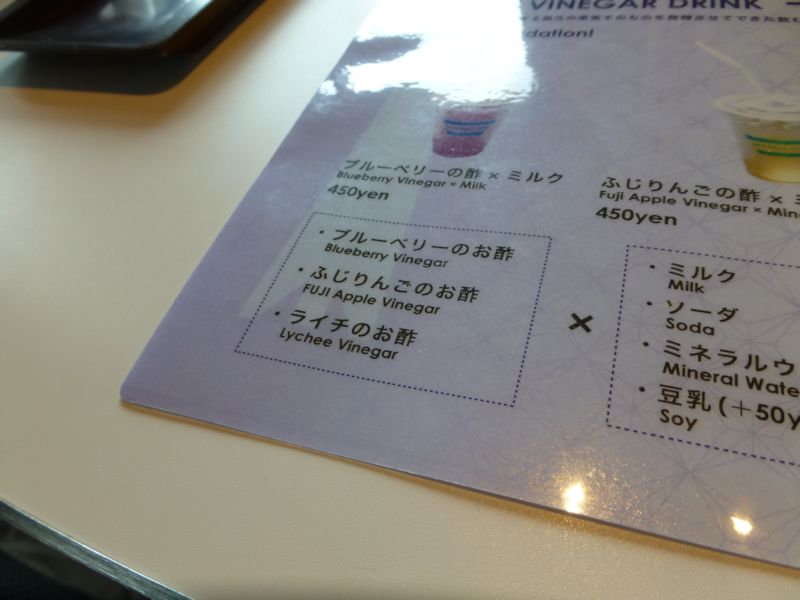 VINEGAR DRINK
dation!
ブルーベリーの酢 × ミルク
Blueberry Vinegar × Milk
450yen
ふじりんごの酢 × ミ
Fuji Apple Vinegar × Min
450yen
・ブルーベリーのお酢
Blueberry Vinegar
・ふじりんごのお酢
FUJI Apple Vinegar
・ライチのお酢
Lychee Vinegar
×
・ミルク
Milk
・ソーダ
Soda
・ミネラルウ
Mineral Wate
・豆乳 (+50y
Soy